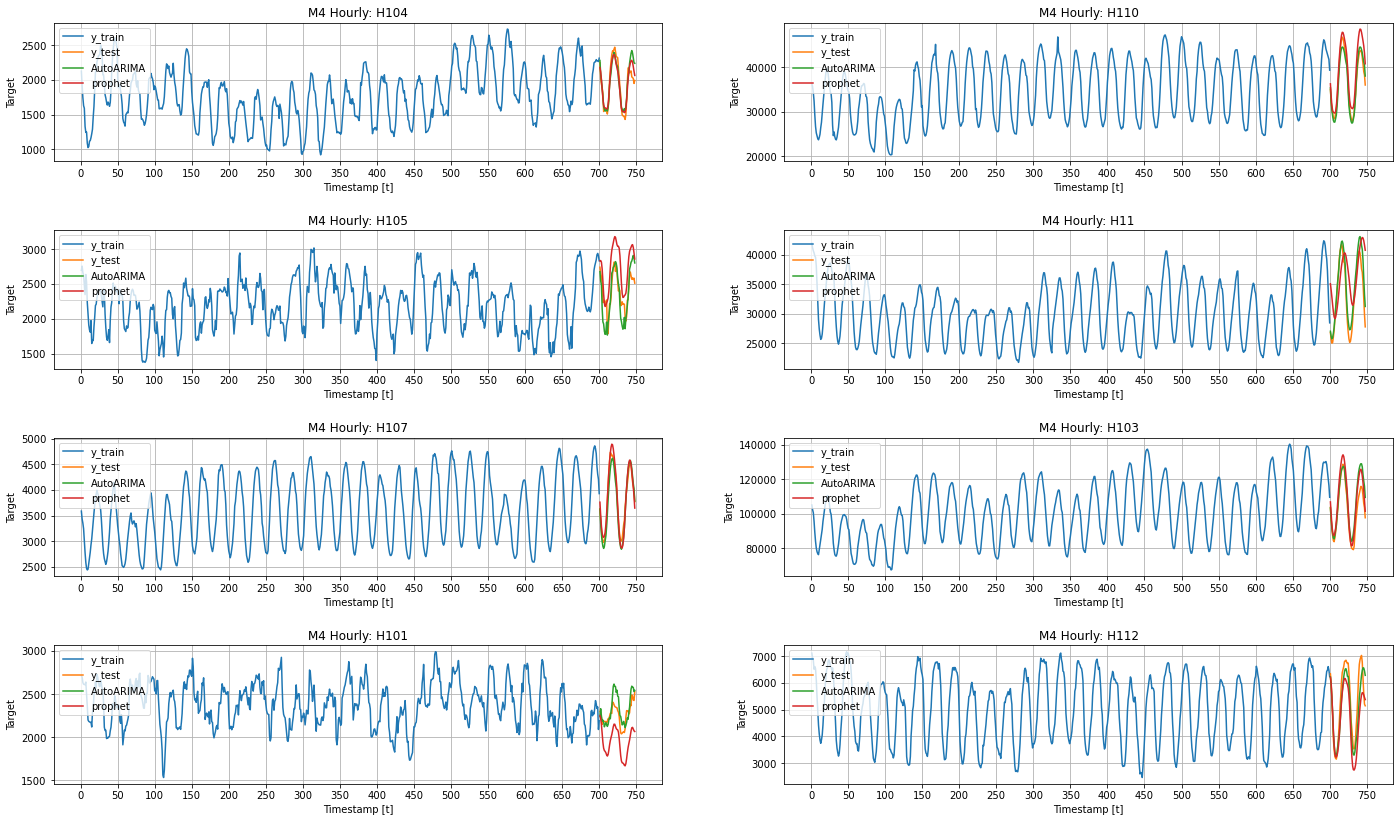 M4 Hourly: H104
y_train
y_test
AutoARIMA
prophet
Target
2500
2000
1500
1000
0 50 100 150 200 250 300 350 400 450 500 550 600 650 700 750
Timestamp [t]
M4 Hourly: H110
y_train
y_test
AutoARIMA
prophet
Target
40000
30000
20000
0 50 100 150 200 250 300 350 400 450 500 550 600 650 700 750
Timestamp [t]
M4 Hourly: H105
y_train
y_test
AutoARIMA
prophet
Target
3000
2500
2000
1500
0 50 100 150 200 250 300 350 400 450 500 550 600 650 700 750
Timestamp [t]
M4 Hourly: H11
y_train
y_test
AutoARIMA
prophet
Target
40000
35000
30000
25000
0 50 100 150 200 250 300 350 400 450 500 550 600 650 700 750
Timestamp [t]
M4 Hourly: H107
y_train
y_test
AutoARIMA
prophet
Target
5000
4500
4000
3500
3000
2500
0 50 100 150 200 250 300 350 400 450 500 550 600 650 700 750
Timestamp [t]
M4 Hourly: H103
y_train
y_test
AutoARIMA
prophet
Target
140000
120000
100000
80000
0 50 100 150 200 250 300 350 400 450 500 550 600 650 700 750
Timestamp [t]
M4 Hourly: H101
y_train
y_test
AutoARIMA
prophet
Target
3000
2500
2000
1500
0 50 100 150 200 250 300 350 400 450 500 550 600 650 700 750
Timestamp [t]
M4 Hourly: H112
y_train
y_test
AutoARIMA
prophet
Target
7000
6000
5000
4000
3000
0 50 100 150 200 250 300 350 400 450 500 550 600 650 700 750
Timestamp [t]